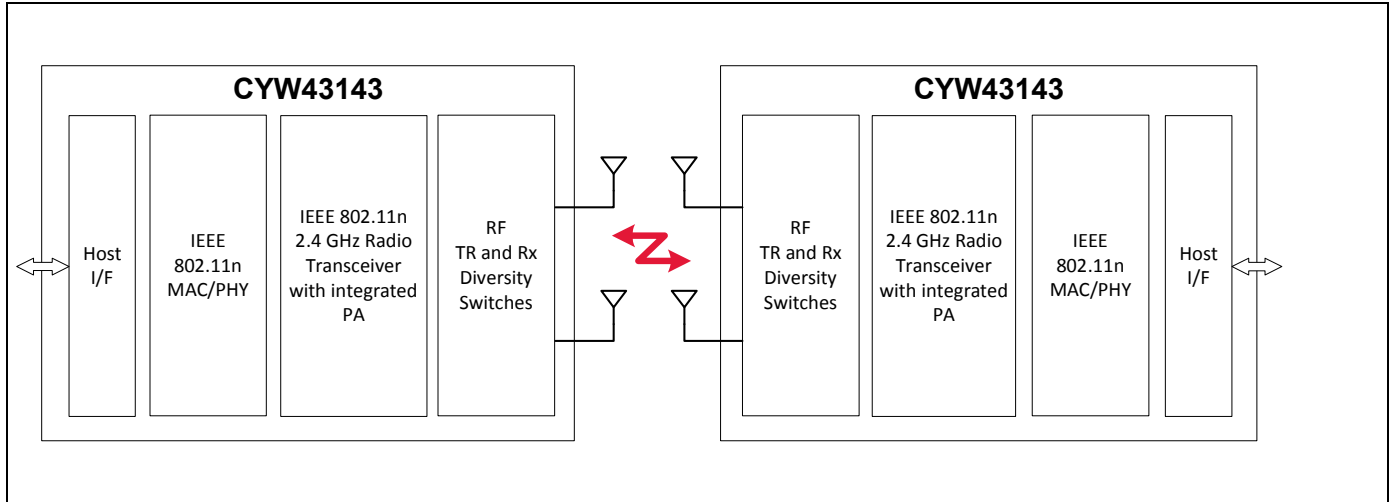 CYW43143
Host
I/F
IEEE
802.11n
MAC/PHY
IEEE 802.11n
2.4 GHz Radio
Transceiver
with integrated
PA
RF
TR and Rx
Diversity
Switches
CYW43143
RF
TR and Rx
Diversity
Switches
IEEE 802.11n
2.4 GHz Radio
Transceiver
with integrated
PA
IEEE
802.11n
MAC/PHY
Host
I/F